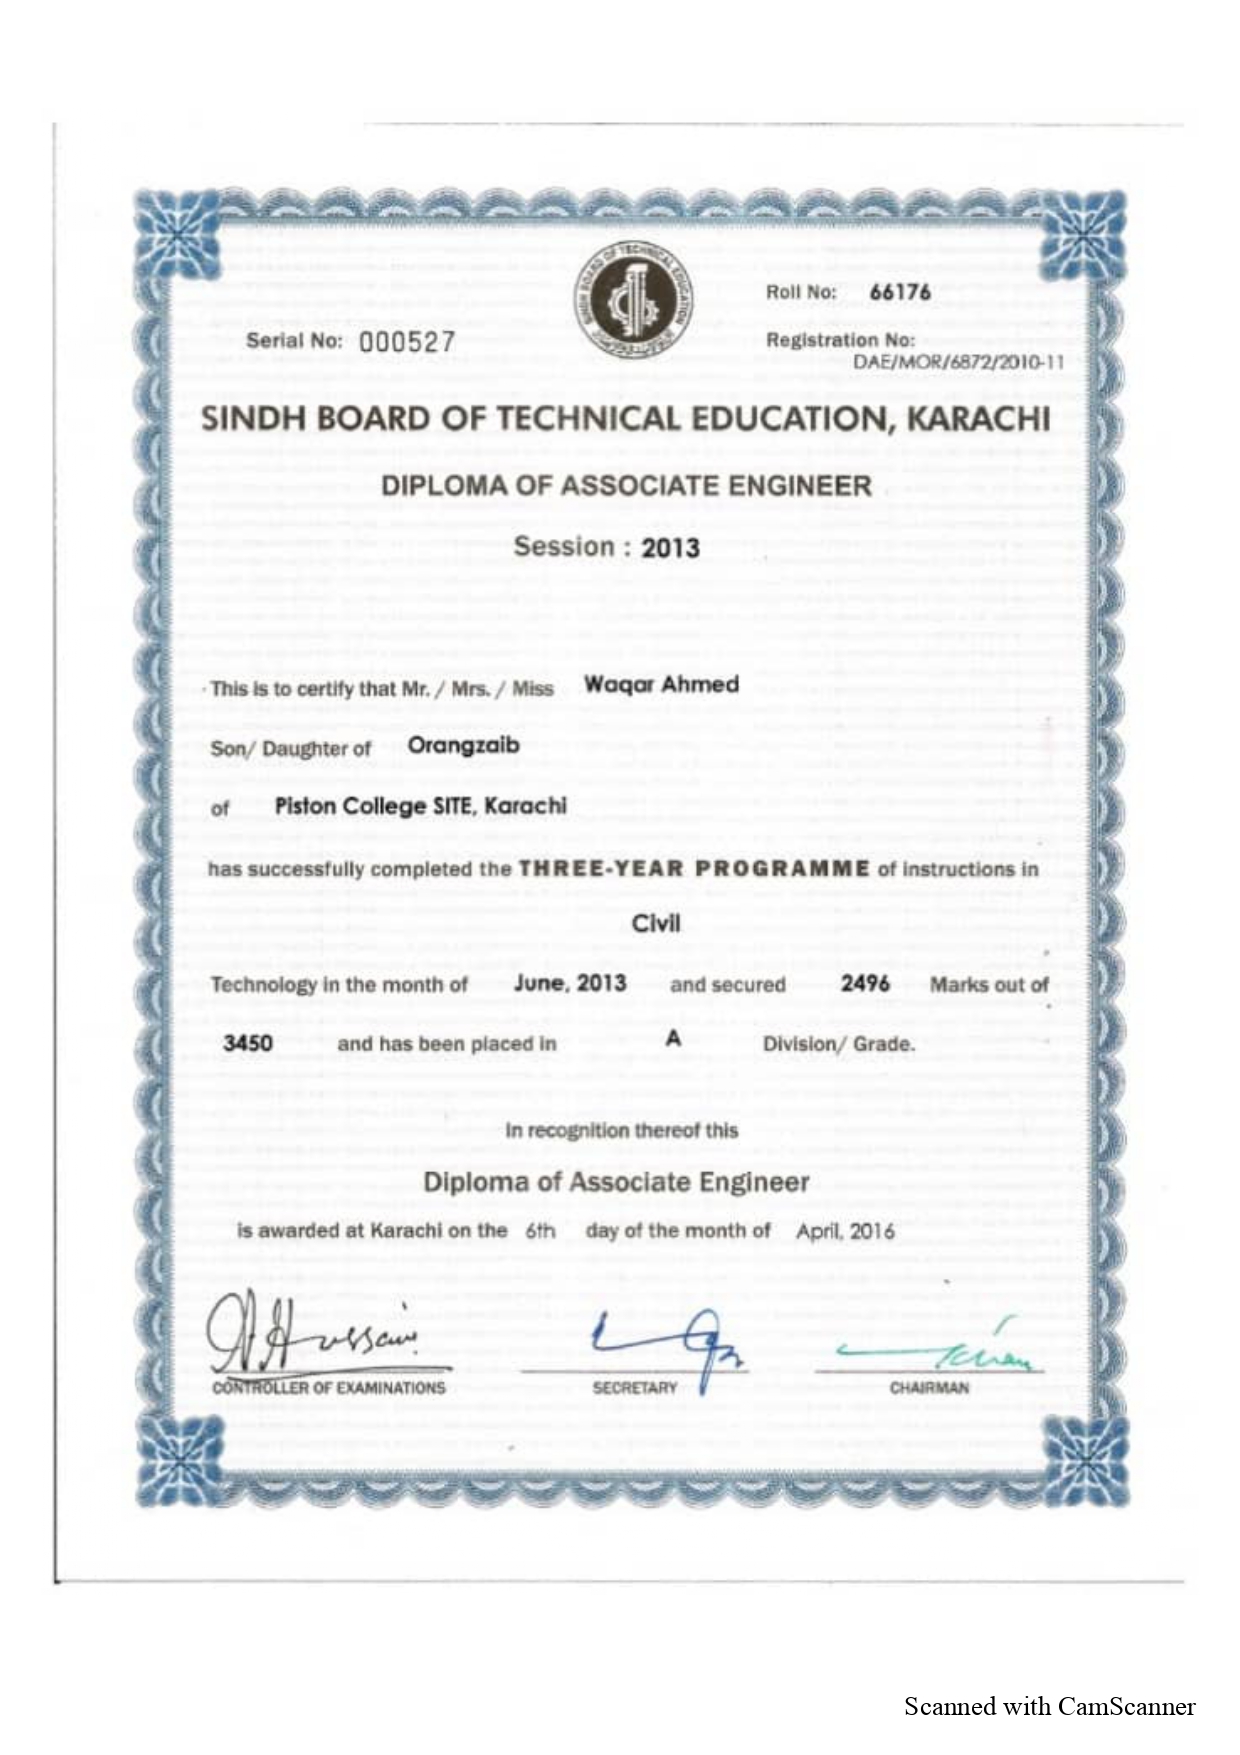 SINDH BOARD OF TECHNICAL EDUCATION
Roll No: 66176
Serial No: 000527
Registration No:
DAE/MOR/6872/2010-11
SINDH BOARD OF TECHNICAL EDUCATION, KARACHI
DIPLOMA OF ASSOCIATE ENGINEER
Session : 2013
This is to certify that Mr. / Mrs. / Miss Waqar Ahmed
Son/ Daughter of Orangzaib
of Piston College SITE, Karachi
has successfully completed the THREE-YEAR PROGRAMME of instructions in
Civil
Technology in the month of June, 2013 and secured 2496 Marks out of
3450 and has been placed in A Division/ Grade.
In recognition thereof this
Diploma of Associate Engineer
is awarded at Karachi on the 6th day of the month of April, 2016
CONTROLLER OF EXAMINATIONS SECRETARY CHAIRMAN
Scanned with CamScanner